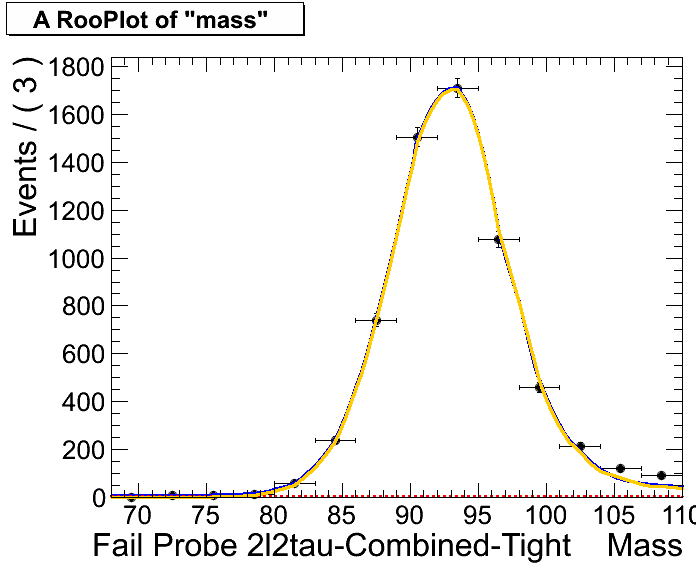 A RooPlot of "mass"
Events / ( 3 )
1800
1600
1400
1200
1000
800
600
400
200
0
70 75 80 85 90 95 100 105 110
Fail Probe 2l2tau-Combined-Tight Mass